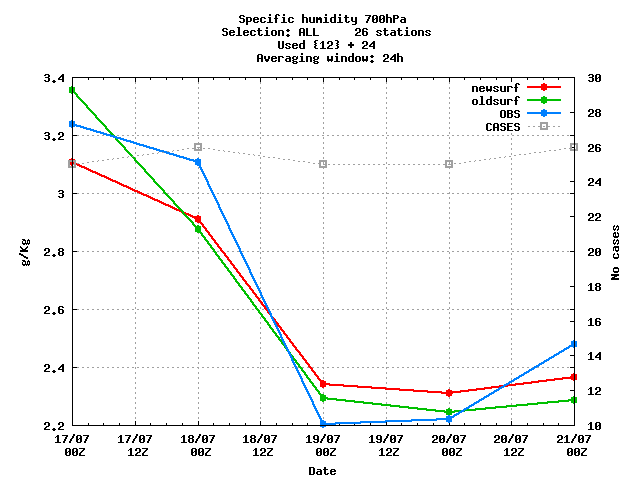 Specific humidity 700hPa
Selection: ALL 26 stations
Used {12} + 24
Averaging window: 24h
newsurf
oldsurf
OBS
CASES
3.4
3.2
3
2.8
2.6
2.4
2.2
g/Kg
30
28
26
24
22
20
18
16
14
12
10
No cases
17/07 17/07 18/07 18/07 19/07 19/07 20/07 20/07 21/07
00Z 12Z 00Z 12Z 00Z 12Z 00Z 12Z 00Z
Date